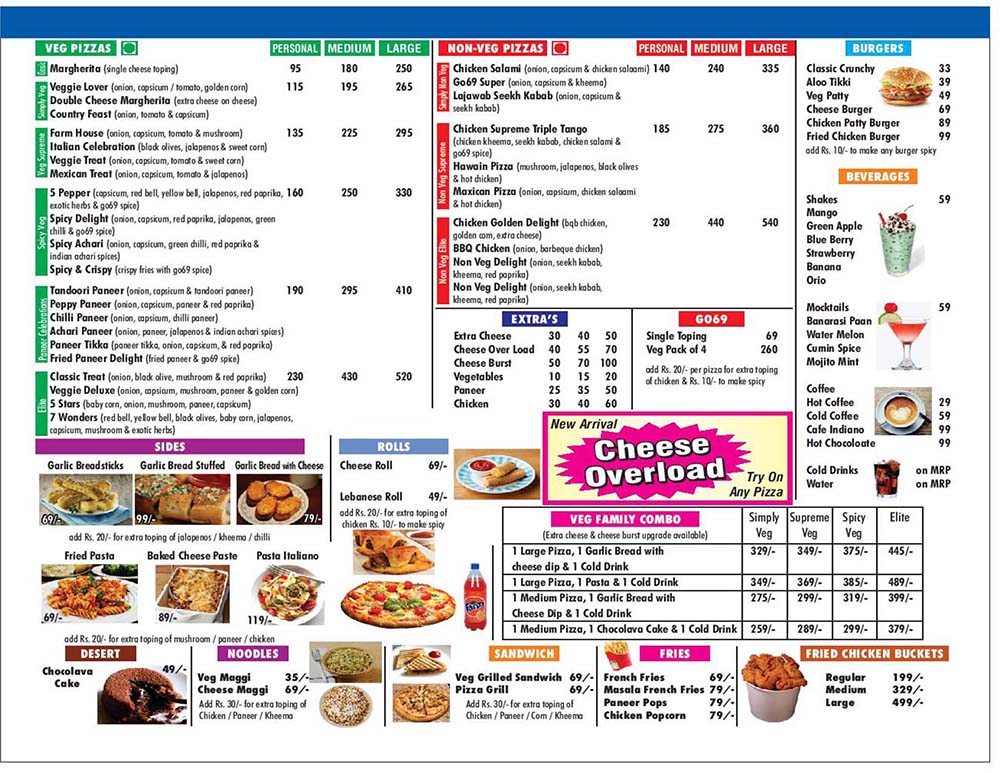 VEG PIZZAS PERSONAL MEDIUM LARGE
Margherita (single cheese toping) 95 180 250
Simply Veg
Veggie Lover (onion, capsicum / tomato, golden corn) 115 195 265
Double Cheese Margherita (extra cheese on cheese)
Country Feast (onion, tomato & capsicum)
Veg Supreme
Farm House (onion, capsicum, tomato & mushroom) 135 225 295
Italian Celebration (black olives, jalapenos & sweet corn)
Veggie Treat (onion, capsicum, tomato & sweet corn)
Mexican Treat (onion, capsicum, tomato & jalapenos)
Spicy Veg
5 Pepper (capsicum, red bell, yellow bell, jalapenos, red paprika, 160 250 330
exotic herbs & go69 spice)
Spicy Delight (onion, capsicum, red paprika, jalapenos, green
chilli & go69 spice)
Spicy Achari (onion, capsicum, green chilli, red paprika &
indian achari spices)
Spicy & Crispy (crispy fries with go69 spice)
Paneer Celebrations
Tandoori Paneer (onion, capsicum & tandoori paneer) 190 295 410
Peppy Paneer (onion, capsicum, paneer & red paprika)
Chilli Paneer (onion, capsicum, chilli paneer)
Achari Paneer (onion, paneer, jalapenos & indian achari spices)
Paneer Tikka (paneer tikka, onion, capsicum, & red paprika)
Fried Paneer Delight (fried paneer & go69 spice)
Elite
Classic Treat (onion, black olive, mushroom & red paprika) 230 430 520
Veggie Deluxe (onion, capsicum, mushroom, paneer & golden corn)
5 Stars (baby corn, onion, mushroom, paneer, capsicum)
7 Wonders (red bell, yellow bell, black olives, baby corn, jalapenos,
capsicum, mushroom & exotic herbs)
NON-VEG PIZZAS PERSONAL MEDIUM LARGE
Simply Non Veg
Chicken Salami (onion, capsicum & chicken salaomi) 140 240 335
Go69 Super (onion, capsicum & kheema)
Lajawab Seekh Kabab (onion, capsicum &
seekh kabab)
Non Veg Supreme
Chicken Supreme Triple Tango 185 275 360
(chicken kheema, seekh kabab, chicken salami &
go69 spice)
Hawain Pizza (mushroom, jalapenos, black olives
& hot chicken)
Maxican Pizza (onion, capsium, chicken salaomi
& hot chicken)
Non Veg Elite
Chicken Golden Delight (bqb chicken, 230 440 540
golden corn, extra cheese)
BBQ Chicken (onion, barbeque chicken)
Non Veg Delight (onion, seekh kabab,
kheema, red paprika)
Non Veg Delight (onion, seekh kabab,
kheema, red paprika)
EXTRA'S
Extra Cheese 30 40 50
Cheese Over Load 40 55 70
Cheese Burst 50 70 100
Vegetables 10 15 20
Paneer 25 35 50
Chicken 30 40 60
GO69
Single Toping 69
Veg Pack of 4 260
add Rs. 20/- per pizza for extra toping
of chicken & Rs. 10/- to make spicy
BURGERS
Classic Crunchy 33
Aloo Tikki 39
Veg Patty 49
Cheese Burger 69
Chicken Patty Burger 89
Fried Chicken Burger 99
add Rs. 10/- to make any burger spicy
BEVERAGES
Shakes 59
Mango
Green Apple
Blue Berry
Strawberry
Banana
Orio
Mocktails 59
Banarasi Paan
Water Melon
Cumin Spice
Mojito Mint
Coffee
Hot Coffee 29
Cold Coffee 59
Cafe Indiano 99
Hot Chocoloate 99
Cold Drinks on MRP
Water on MRP
New Arrival
Cheese
Overload
Try On
Any Pizza
SIDES
Garlic Breadsticks Garlic Bread Stuffed Garlic Bread with Cheese
69/- 99/- 79/-
add Rs. 20/- for extra toping of jalapenos / kheema / chilli
Fried Pasta Baked Cheese Paste Pasta Italiano
69/- 89/- 119/-
add Rs. 20/- for extra toping of mushroom / paneer / chicken
ROLLS
Cheese Roll 69/-
Lebanese Roll 49/-
add Rs. 20/- for extra toping of
chicken Rs. 10/- to make spicy
Fanta
VEG FAMILY COMBO Simply Veg Supreme Veg Spicy Veg Elite
(Extra cheese & cheese burst upgrade available)
1 Large Pizza, 1 Garlic Bread with 329/- 349/- 375/- 445/-
cheese dip & 1 Cold Drink
1 Large Pizza, 1 Pasta & 1 Cold Drink 349/- 369/- 385/- 489/-
1 Medium Pizza, 1 Garlic Bread with 275/- 299/- 319/- 399/-
Cheese Dip & 1 Cold Drink
1 Medium Pizza, 1 Chocolava Cake & 1 Cold Drink 259/- 289/- 299/- 379/-
DESERT
Chocolava 49/-
Cake
NOODLES
Veg Maggi 35/-
Cheese Maggi 69/-
Add Rs. 30/- for extra toping of
Chicken / Paneer / Kheema
SANDWICH
Veg Grilled Sandwich 69/-
Pizza Grill 69/-
Add Rs. 30/- for extra toping of
Chicken / Paneer / Corn / Kheema
FRIES
French Fries 69/-
Masala French Fries 79/-
Paneer Pops 79/-
Chicken Popcorn 79/-
FRIED CHICKEN BUCKETS
Regular 199/-
Medium 329/-
Large 499/-